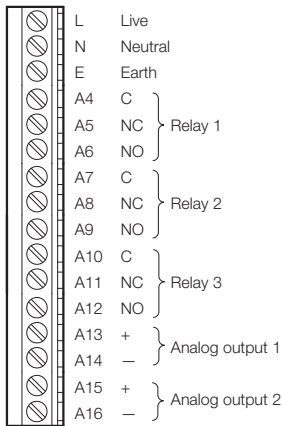 L Live
N Neutral
E Earth
A4 C
A5 NC Relay 1
A6 NO
A7 C
A8 NC Relay 2
A9 NO
A10 C
A11 NC Relay 3
A12 NO
A13 +
Analog output 1
A14 —
A15 +
Analog output 2
A16 —